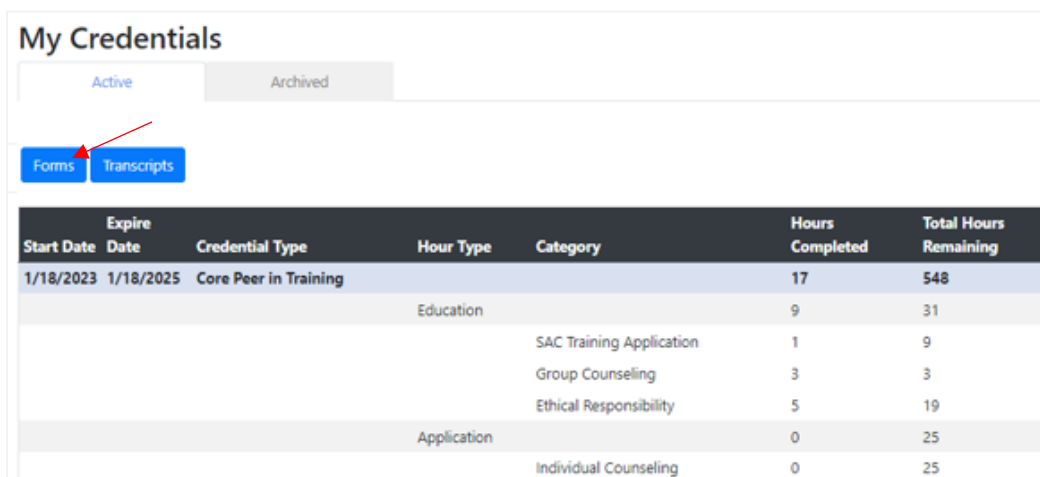 My Credentials
Active Archived
Forms Transcripts
Start Date Expire Date Credential Type Hour Type Category Hours Completed Total Hours Remaining
1/18/2023 1/18/2025 Core Peer in Training 17 548
Education 9 31
SAC Training Application 1 9
Group Counseling 3 3
Ethical Responsibility 5 19
Application 0 25
Individual Counseling 0 25